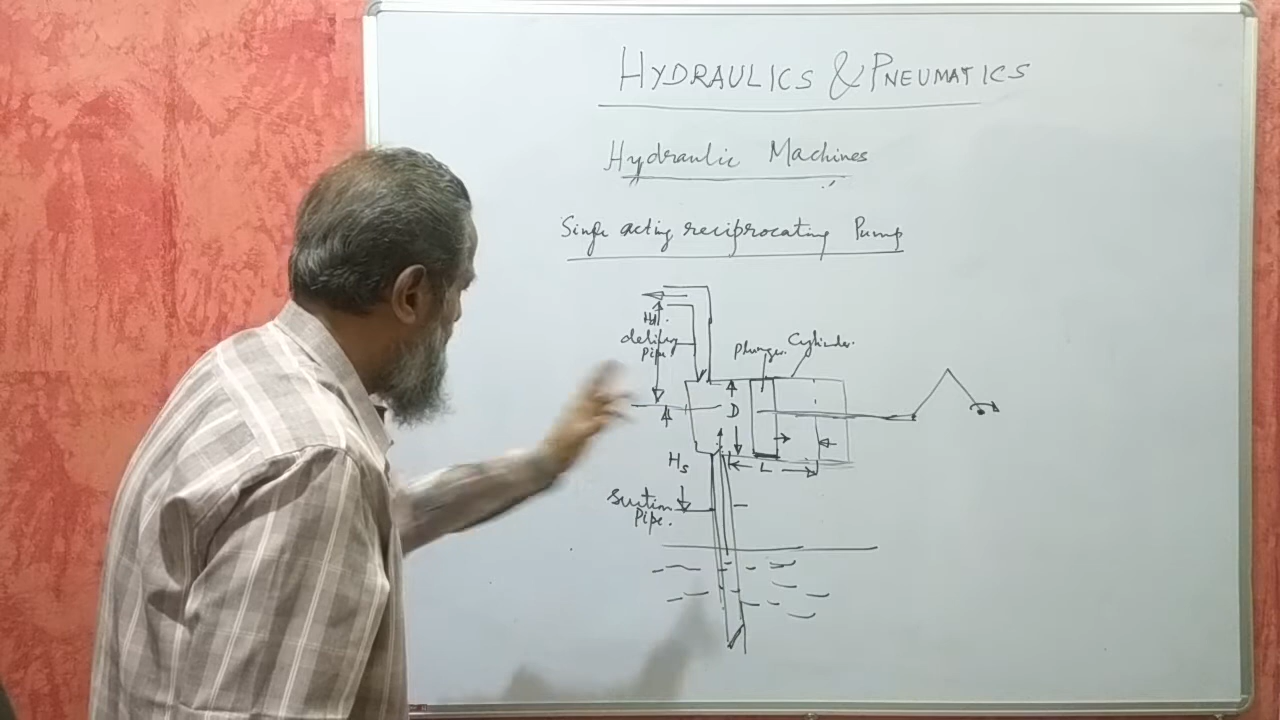 HYDRAULICS & PNEUMATICS
Hydraulic Machines
Single acting reciprocating Pump
Hd.
delivery
Pipe.
Plunger.
Cylinder.
D
L
Hs
Suction
Pipe.